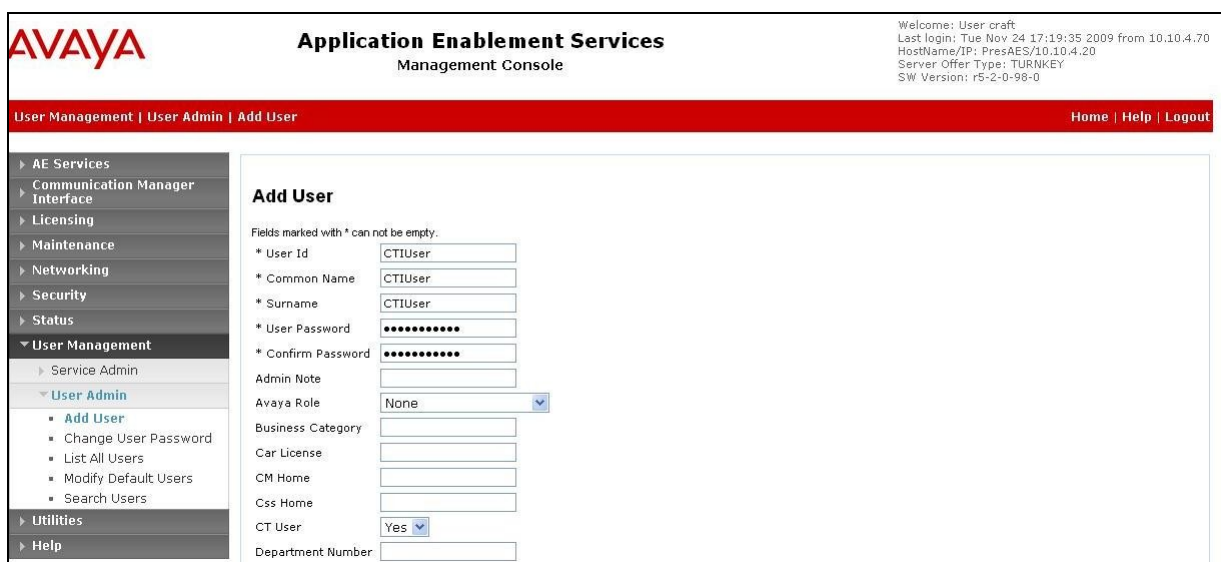 AVAYA
Application Enablement Services
Management Console
Welcome: User craft
Last login: Tue Nov 24 17:19:35 2009 from 10.10.4.70
HostName/IP: PresAES/10.10.4.20
Server Offer Type: TURNKEY
SW Version: r5-2-0-98-0
User Management | User Admin | Add User
Home | Help | Logout
AE Services
Communication Manager
Interface
Licensing
Maintenance
Networking
Security
Status
User Management
Service Admin
User Admin
Add User
Change User Password
List All Users
Modify Default Users
Search Users
Utilities
Help
Add User
Fields marked with * can not be empty.
* User Id CTIUser
* Common Name CTIUser
* Surname CTIUser
* User Password •••••••••••
* Confirm Password •••••••••••
Admin Note
Avaya Role None
Business Category
Car License
CM Home
Css Home
CT User Yes
Department Number